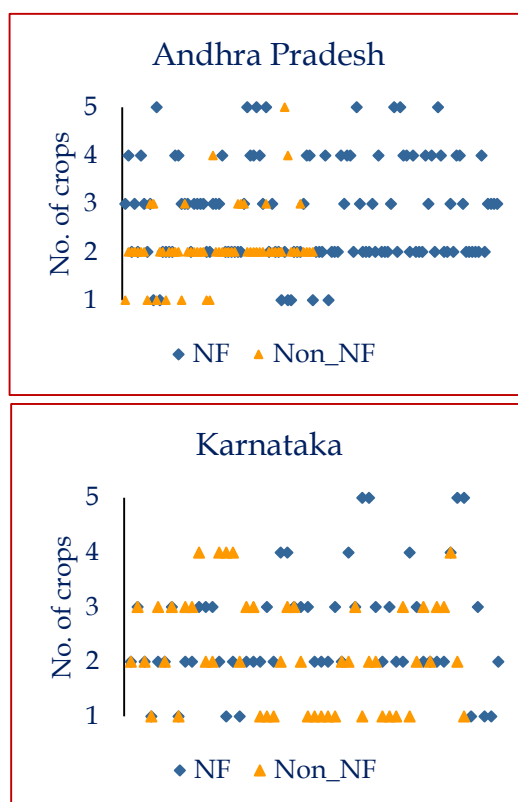 Andhra Pradesh
No. of crops
5
4
3
2
1
NF
Non_NF
Karnataka
No. of crops
5
4
3
2
1
NF
Non_NF